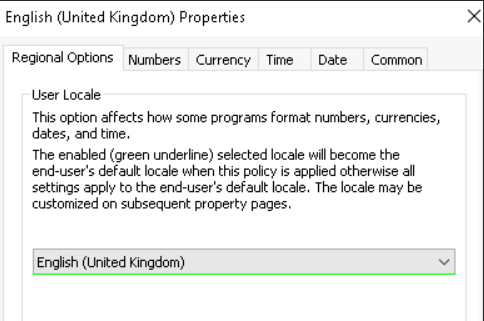 English (United Kingdom) Properties
Regional Options
Numbers
Currency
Time
Date
Common
User Locale
This option affects how some programs format numbers, currencies,
dates, and time.
The enabled (green underline) selected locale will become the
end-user's default locale when this policy is applied otherwise all
settings apply to the end-user's default locale. The locale may be
customized on subsequent property pages.
English (United Kingdom)